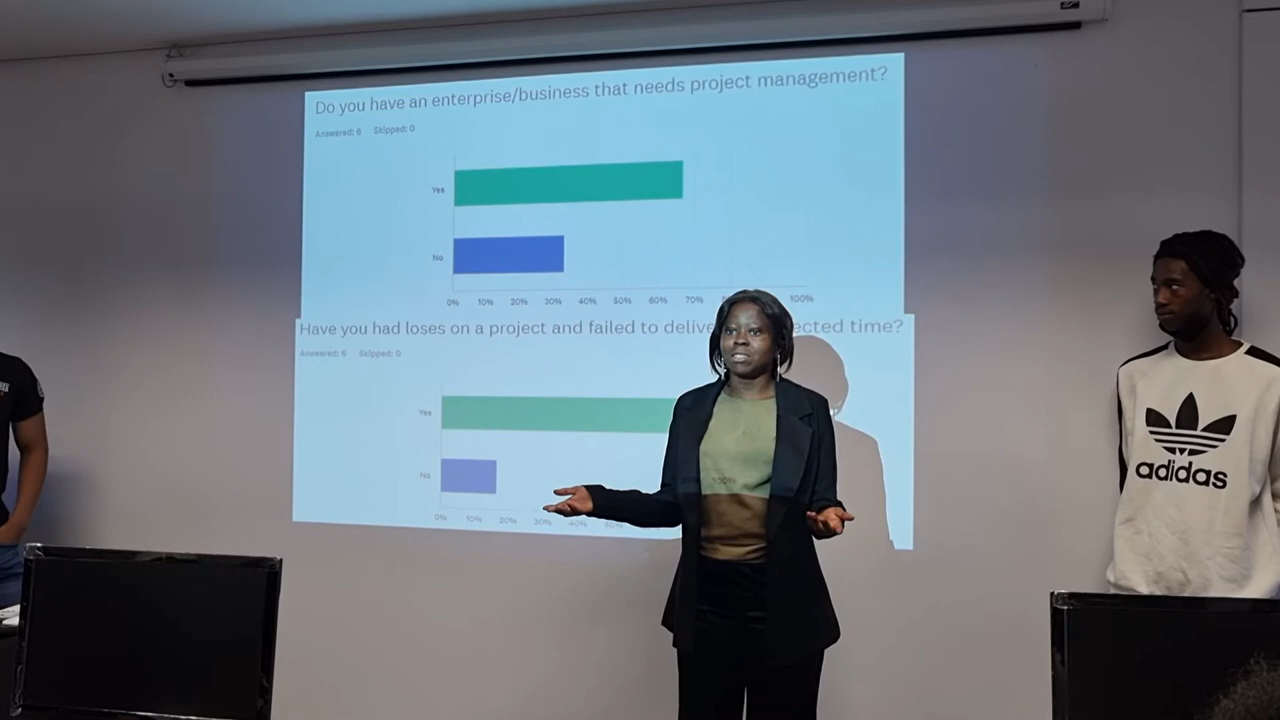 Do you have an enterprise/business that needs project management?
Answered: 6 Skipped: 0
Yes
No
0% 10% 20% 30% 40% 50% 60% 70% 100%
Have you had loses on a project and failed to delive ected time?
Answered: 6 Skipped: 0
Yes
No
100%
0% 10% 20% 30% 40% 50%
adidas